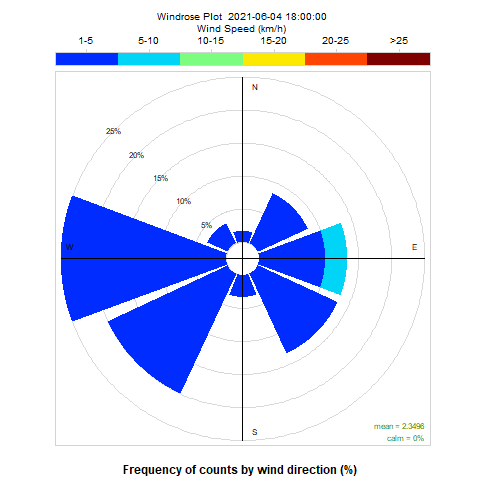 Windrose Plot 2021-06-04 18:00:00
Wind Speed (km/h)
1-5 5-10 10-15 15-20 20-25 >25
N
25%
20%
15%
10%
5%
W E
S
mean = 2.3496
calm = 0%
Frequency of counts by wind direction (%)